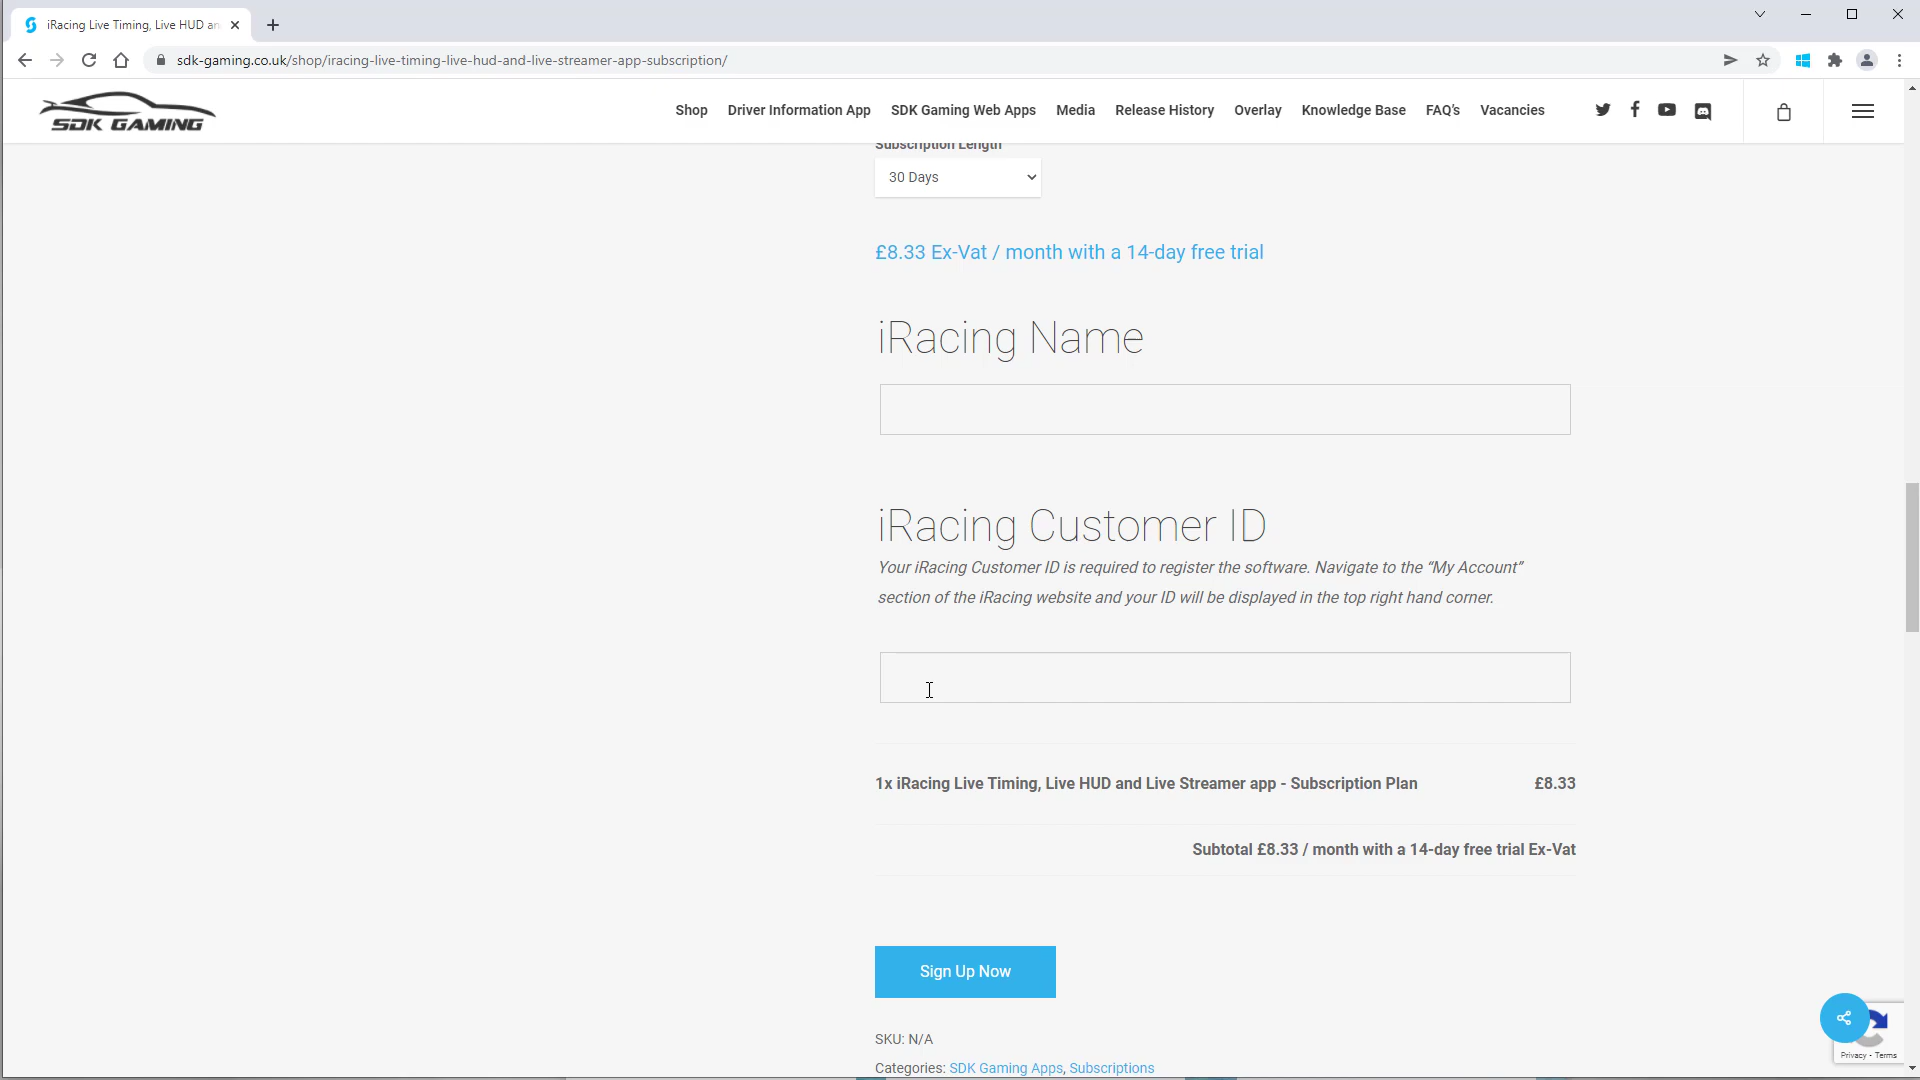 iRacing Live Timing, Live HUD an
sdk-gaming.co.uk/shop/iracing-live-timing-live-hud-and-live-streamer-app-subscription/
SDK GAMING
Shop
Driver Information App
SDK Gaming Web Apps
Media
Release History
Overlay
Knowledge Base
FAQ's
Vacancies
Subscription Length
30 Days
£8.33 Ex-Vat / month with a 14-day free trial
iRacing Name
iRacing Customer ID
Your iRacing Customer ID is required to register the software. Navigate to the “My Account”
section of the iRacing website and your ID will be displayed in the top right hand corner.
1x iRacing Live Timing, Live HUD and Live Streamer app - Subscription Plan £8.33
Subtotal £8.33 / month with a 14-day free trial Ex-Vat
Sign Up Now
SKU: N/A
Privacy - Terms
Categories: SDK Gaming Apps, Subscriptions